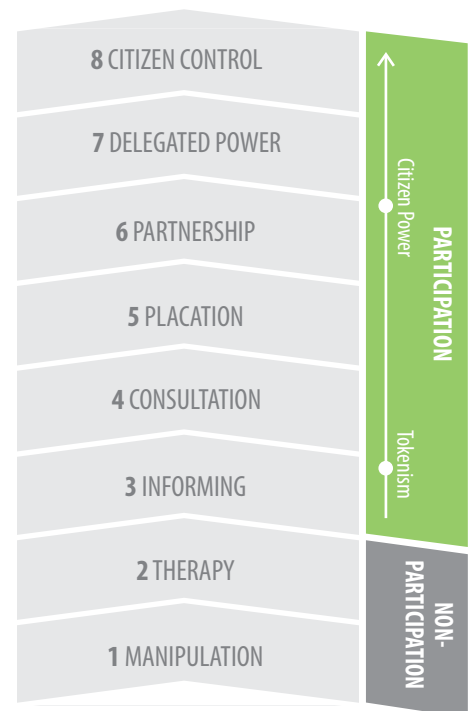 8 CITIZEN CONTROL
7 DELEGATED POWER
6 PARTNERSHIP
5 PLACATION
4 CONSULTATION
3 INFORMING
2 THERAPY
1 MANIPULATION
Citizen Power
Tokenism
PARTICIPATION
NON-
PARTICIPATION